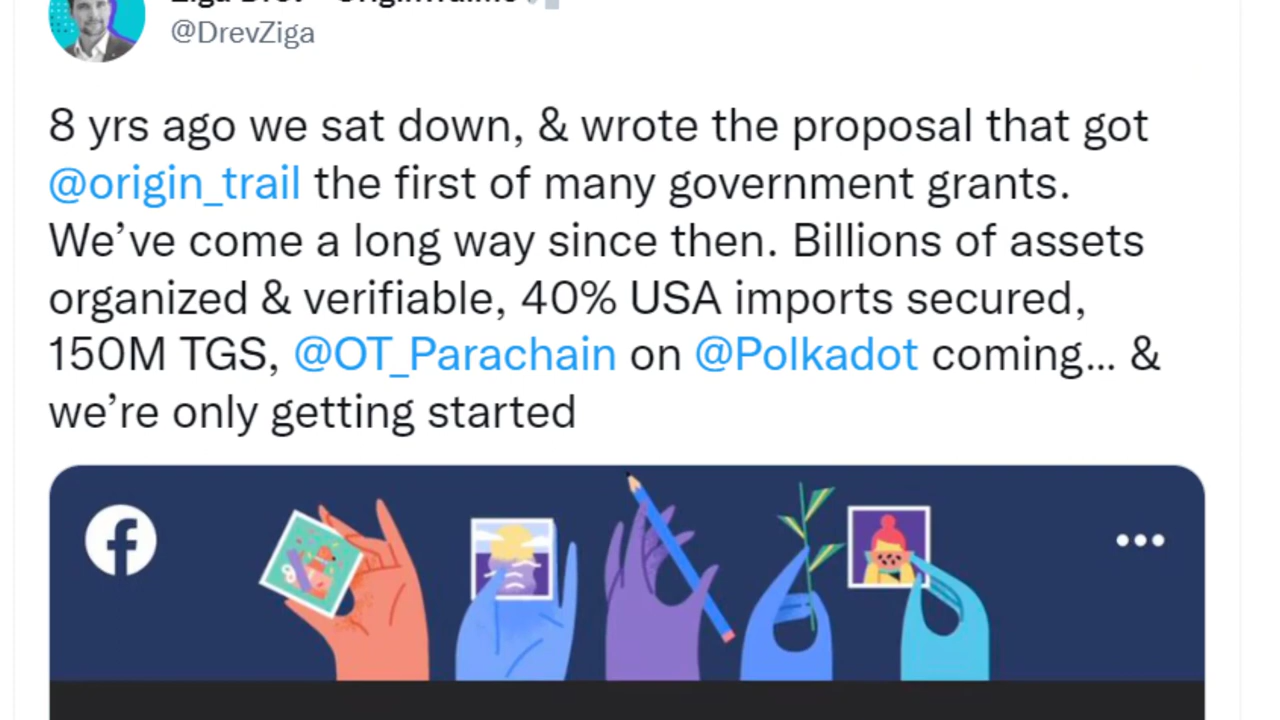 @DrevZiga
8 yrs ago we sat down, & wrote the proposal that got
@origin_trail the first of many government grants.
We’ve come a long way since then. Billions of assets
organized & verifiable, 40% USA imports secured,
150M TGS, @OT_Parachain on @Polkadot coming... &
we’re only getting started